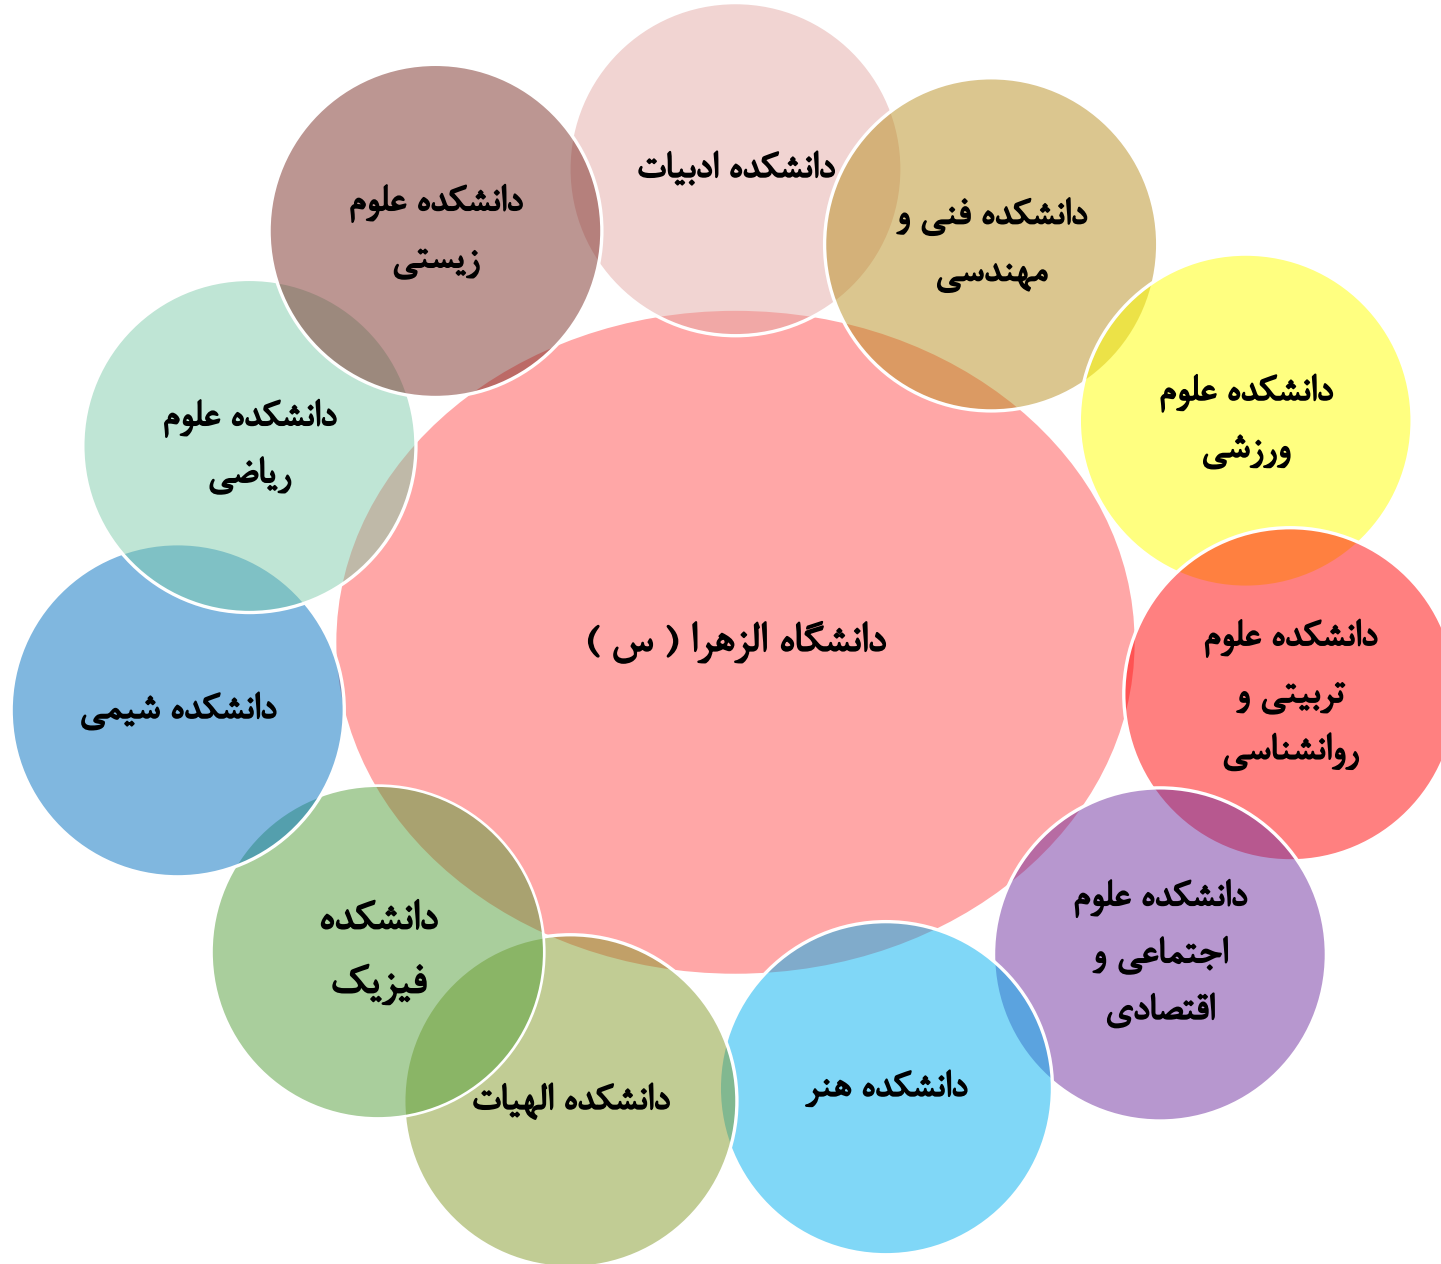 دانشکده ادبیات
دانشکده فنی و
مهندسی
دانشکده علوم
ورزشی
دانشکده علوم
تربیتی و
روانشناسی
دانشکده علوم
اجتماعی و
اقتصادی
دانشکده هنر
دانشکده الهیات
دانشکده
فیزیک
دانشکده شیمی
دانشکده علوم
ریاضی
دانشکده علوم
زیستی
دانشگاه الزهرا ( س )